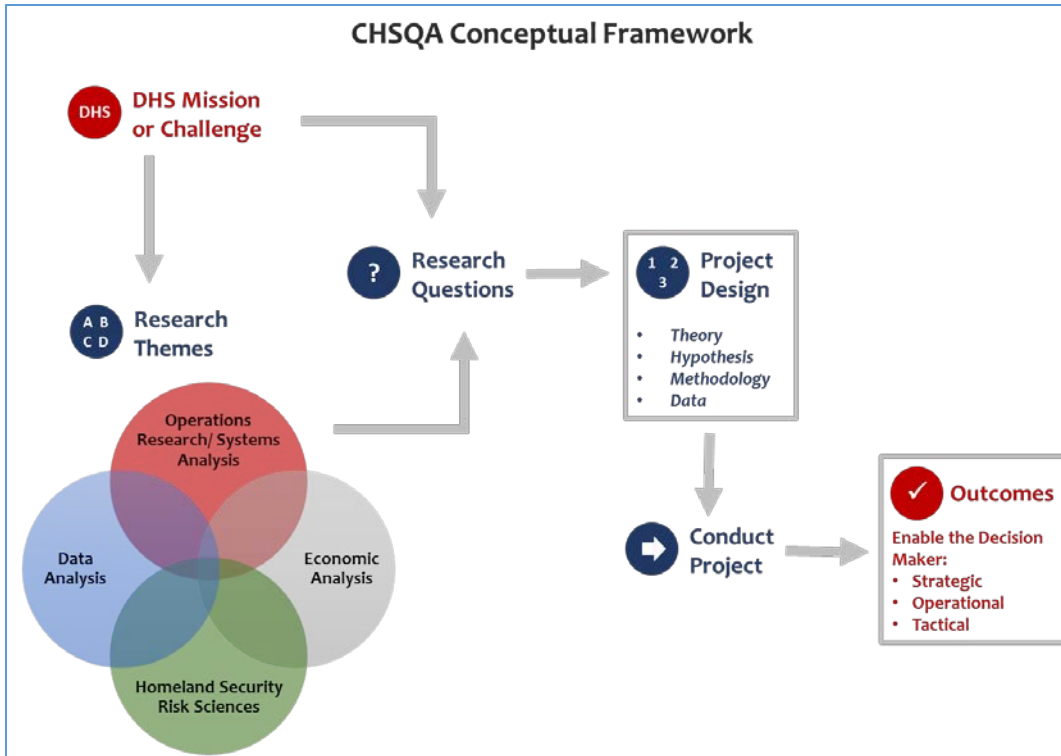 CHSQA Conceptual Framework
DHS
DHS Mission
or Challenge
?
Research
Questions
1 2
3
Project
Design
• Theory
• Hypothesis
• Methodology
• Data
A B
C D
Research
Themes
Operations
Research/ Systems
Analysis
Data
Analysis
Economic
Analysis
Homeland Security
Risk Sciences
Conduct
Project
Outcomes
Enable the Decision
Maker:
• Strategic
• Operational
• Tactical